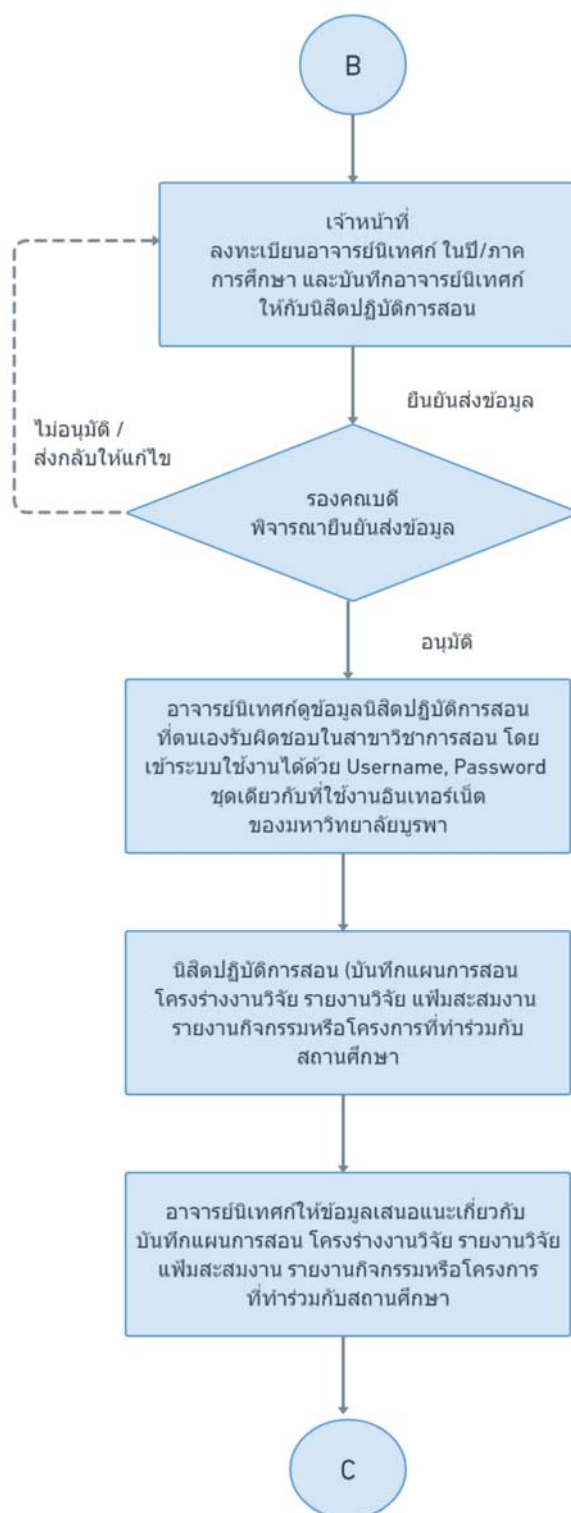 B
เจ้าหน้าที่
ลงทะเบียนอาจารย์นิเทศก์ ในปี/ภาค
การศึกษา และบันทึกอาจารย์นิเทศก์
ให้กับนิสิตปฏิบัติการสอน
ยืนยันส่งข้อมูล
ไม่อนุมัติ /
ส่งกลับให้แก้ไข
รองคณบดี
พิจารณายืนยันส่งข้อมูล
อนุมัติ
อาจารย์นิเทศก์ดูข้อมูลนิสิตปฏิบัติการสอน
ที่ตนเองรับผิดชอบในสาขาวิชาการสอน โดย
เข้าระบบใช้งานได้ด้วย Username, Password
ชุดเดียวกับที่ใช้งานอินเทอร์เน็ต
ของมหาวิทยาลัยบูรพา
นิสิตปฏิบัติการสอน (บันทึกแผนการสอน
โครงร่างงานวิจัย รายงานวิจัย แฟ้มสะสมงาน
รายงานกิจกรรมหรือโครงการที่ทำร่วมกับ
สถานศึกษา
อาจารย์นิเทศก์ให้ข้อมูลเสนอแนะเกี่ยวกับ
บันทึกแผนการสอน โครงร่างงานวิจัย รายงานวิจัย
แฟ้มสะสมงาน รายงานกิจกรรมหรือโครงการ
ที่ทำร่วมกับสถานศึกษา
C